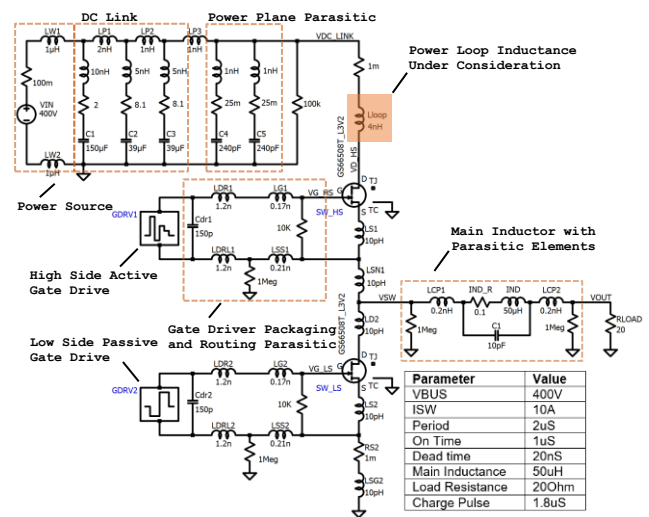 DC Link
Power Plane Parasitic
LW1
1µH
LP1
2nH
LP2
1nH
LP3
1nH
VDC_LINK
Power Loop Inductance
Under Consideration
100m
VIN
400V
10nH
5nH
5nH
1nH
1nH
1m
2
8.1
8.1
25m
25m
100k
Lloop
4nH
C1
150µF
C2
39µF
C3
39µF
C4
240pF
C5
240pF
VD_HS
GS66508T_L3V2
LW2
1µH
Power Source
LDR1
1.2n
LG1
0.17n
VG_HS
G
D
TJ
S
TC
SW_HS
GDRV1
Cdr1
150p
10K
LS1
10pH
LDRL1
1.2n
LSS1
0.21n
1Meg
LSN1
10pH
High Side Active
Gate Drive
Main Inductor with
Parasitic Elements
VSW
LCP1
0.2nH
IND_R
0.1
IND
50µH
LCP2
0.2nH
VOUT
1Meg
C1
10pF
1Meg
RLOAD
20
Gate Driver Packaging
and Routing Parasitic
GS66508T_L3V2
LD2
10pH
Low Side Passive
Gate Drive
LDR2
1.2n
LG2
0.17n
VG_LS
G
D
TJ
S
TC
SW_LS
GDRV2
Cdr2
150p
10K
LS2
10pH
LDRL2
1.2n
LSS2
0.21n
1Meg
RS2
1m
LSG2
10pH
Parameter Value
VBUS 400V
ISW 10A
Period 2uS
On Time 1uS
Dead time 20nS
Main Inductance 50uH
Load Resistance 20Ohm
Charge Pulse 1.8uS